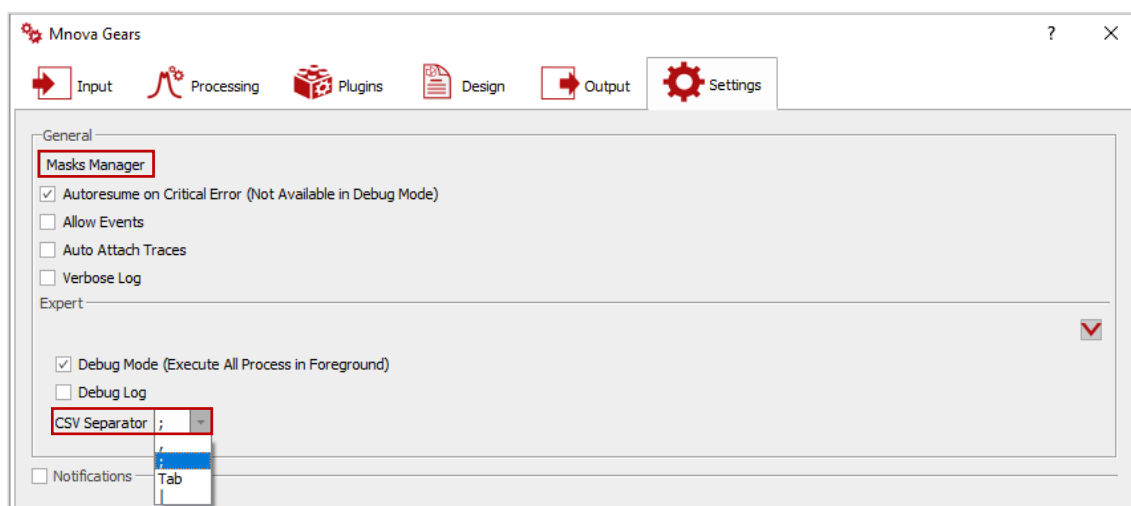 Mnova Gears ? ×
Input Processing Plugins Design Output Settings
General
Masks Manager
Autoresume on Critical Error (Not Available in Debug Mode)
Allow Events
Auto Attach Traces
Verbose Log
Expert
Debug Mode (Execute All Process in Foreground)
Debug Log
CSV Separator ;
,
;
Notifications Tab
|